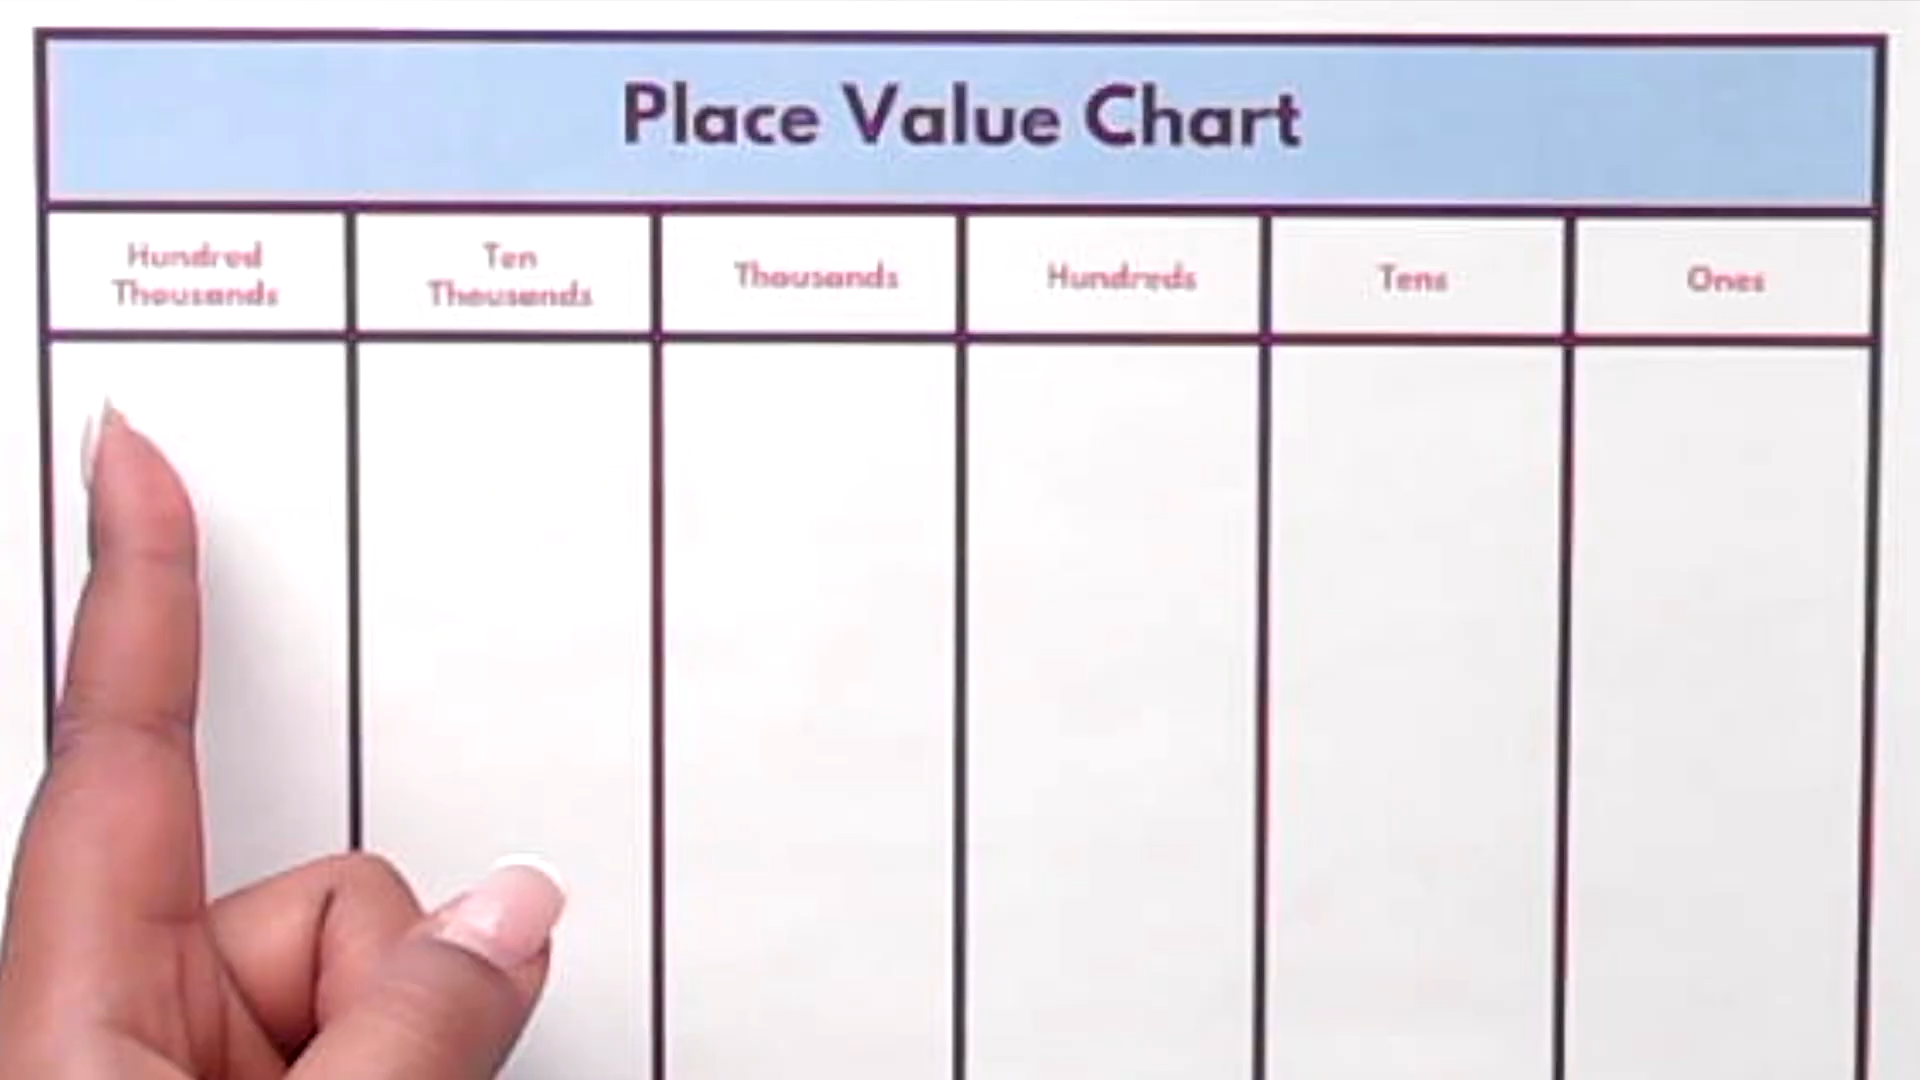 Place Value Chart
Hundred
Thousands
Ten
Thousands
Thousands
Hundreds
Tens
Ones